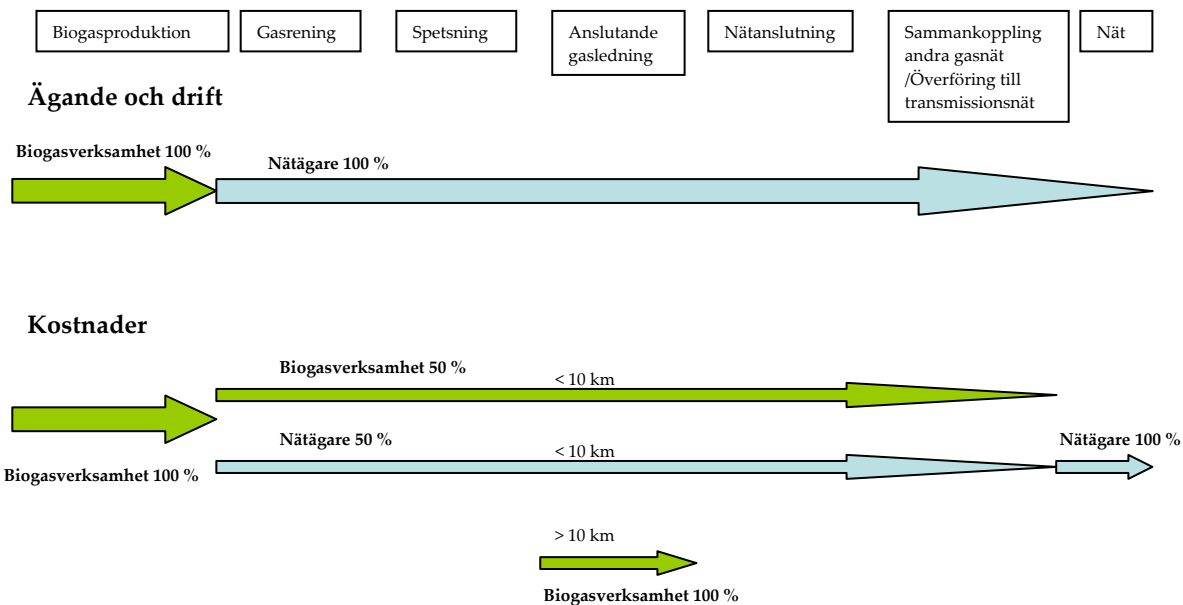 Biogasproduktion
Gasrening
Spetsning
Anslutande
gasledning
Nätanslutning
Sammankoppling
andra gasnät
/Överföring till
transmissionsnät
Nät
Ägande och drift
Biogasverksamhet 100 %
Nätägare 100 %
Kostnader
Biogasverksamhet 50 %
< 10 km
Biogasverksamhet 100 %
Nätägare 50 %
< 10 km
Nätägare 100 %
> 10 km
Biogasverksamhet 100 %